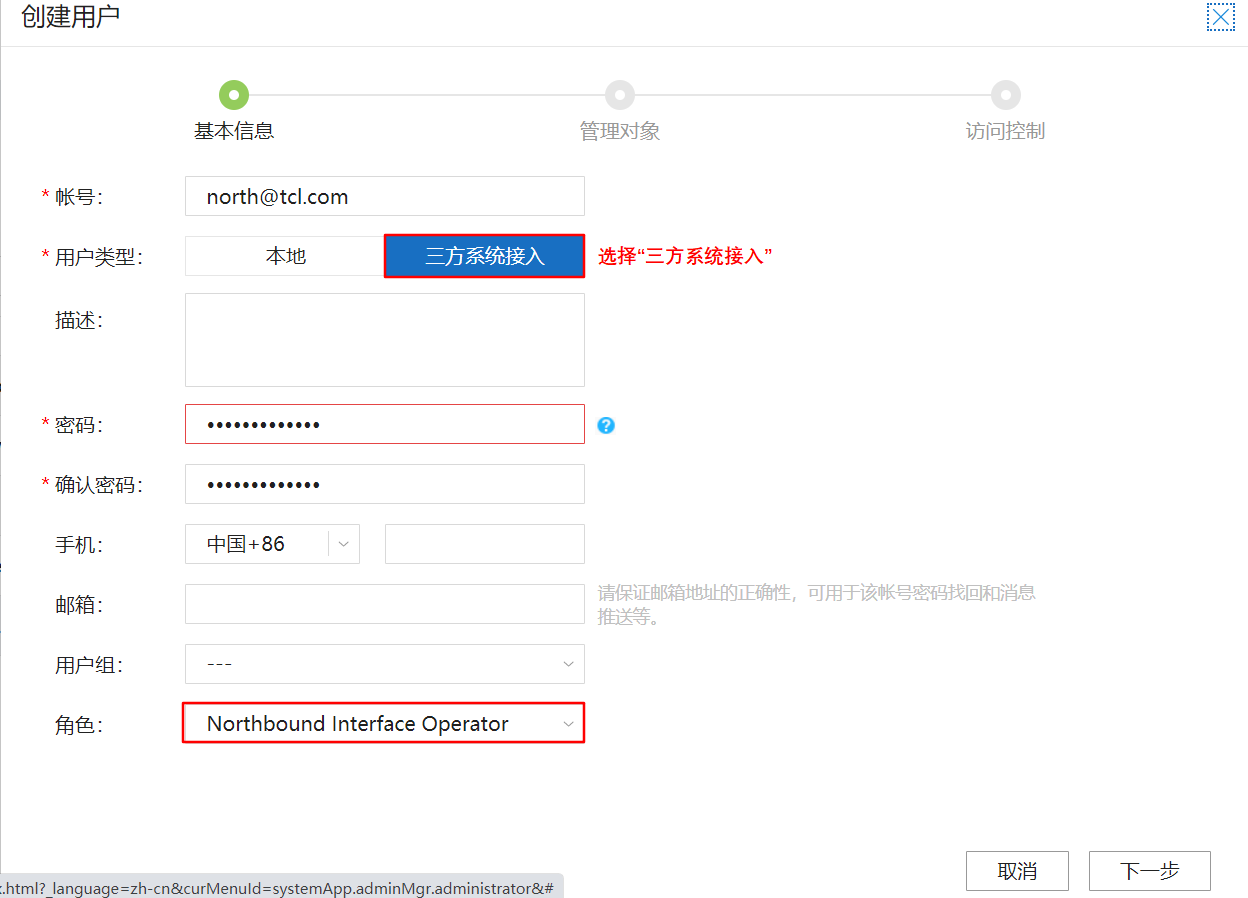 创建用户
基本信息
管理对象
访问控制
* 帐号：
north@tcl.com
* 用户类型：
本地
三方系统接入
选择“三方系统接入”
描述：
* 密码：
•••••••••••••
?
* 确认密码：
•••••••••••••
手机：
中国+86
邮箱：
请保证邮箱地址的正确性，可用于该帐号密码找回和消息
推送等。
用户组：
---
角色：
Northbound Interface Operator
取消
下一步
.html?_language=zh-cn&curMenuId=systemApp.adminMgr.administrator&#